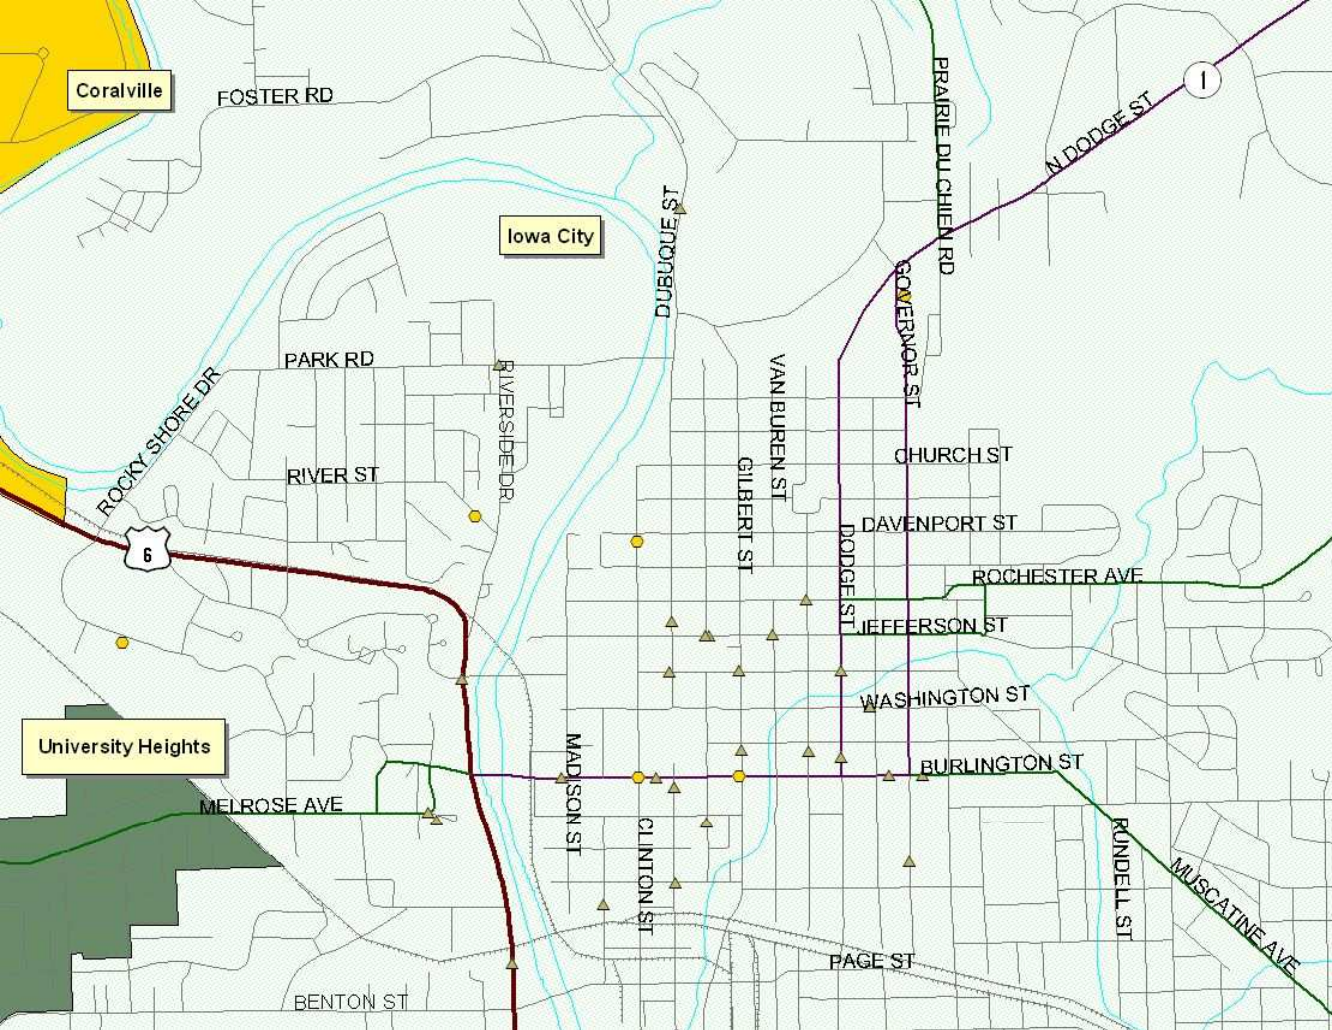 Coralville
FOSTER RD
1
N DODGE ST
PRAIRIE DU CHIEN RD
DUBUQUE ST
Iowa City
GOVERNOR ST
PARK RD
RIVERSIDE DR
VAN BUREN ST
ROCKY SHORE DR
RIVER ST
GILBERT ST
CHURCH ST
DAVENPORT ST
6
DODGE ST
ROCHESTER AVE
JEFFERSON ST
WASHINGTON ST
University Heights
MADISON ST
BURLINGTON ST
MELROSE AVE
CLINTON ST
RUNDELL ST
MUSCATINE AVE
PAGE ST
BENTON ST